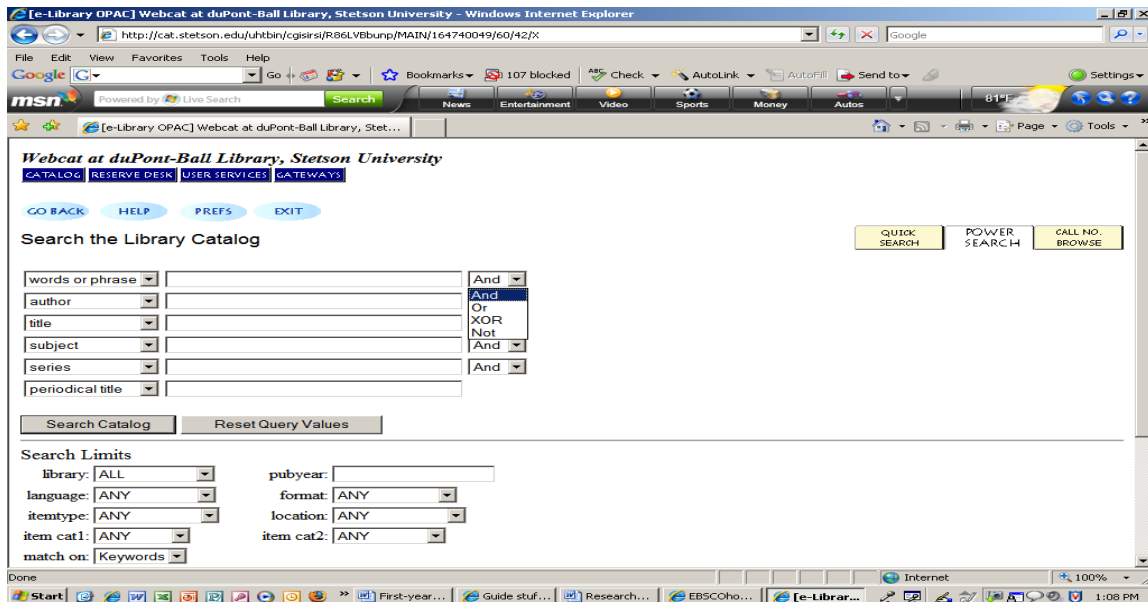 [e-Library OPAC] Webcat at duPont-Ball Library, Stetson University - Windows Internet Explorer
http://cat.stetson.edu/uhtbin/cgisirsi/R86LVBbunp/MAIN/164740049/60/42/X Google
File Edit View Favorites Tools Help
Google G Go Bookmarks 107 blocked ABC Check AutoLink AutoFill Send to Settings
msn Powered by Live Search Search News Entertainment Video Sports Money Autos 81°F
[e-Library OPAC] Webcat at duPont-Ball Library, Stet... Page Tools
Webcat at duPont-Ball Library, Stetson University
CATALOG RESERVE DESK USER SERVICES GATEWAYS
GO BACK HELP PREFS EXIT
Search the Library Catalog QUICK SEARCH POWER SEARCH CALL NO. BROWSE
words or phrase And
author And
Or
title XOR
Not
subject And
series And
periodical title
Search Catalog Reset Query Values
Search Limits
library: ALL pubyear:
language: ANY format: ANY
itemtype: ANY location: ANY
item cat1: ANY item cat2: ANY
match on: Keywords
Done Internet 100%
Start First-year... Guide stuf... Research... EBSCOho... [e-Librar... 1:08 PM